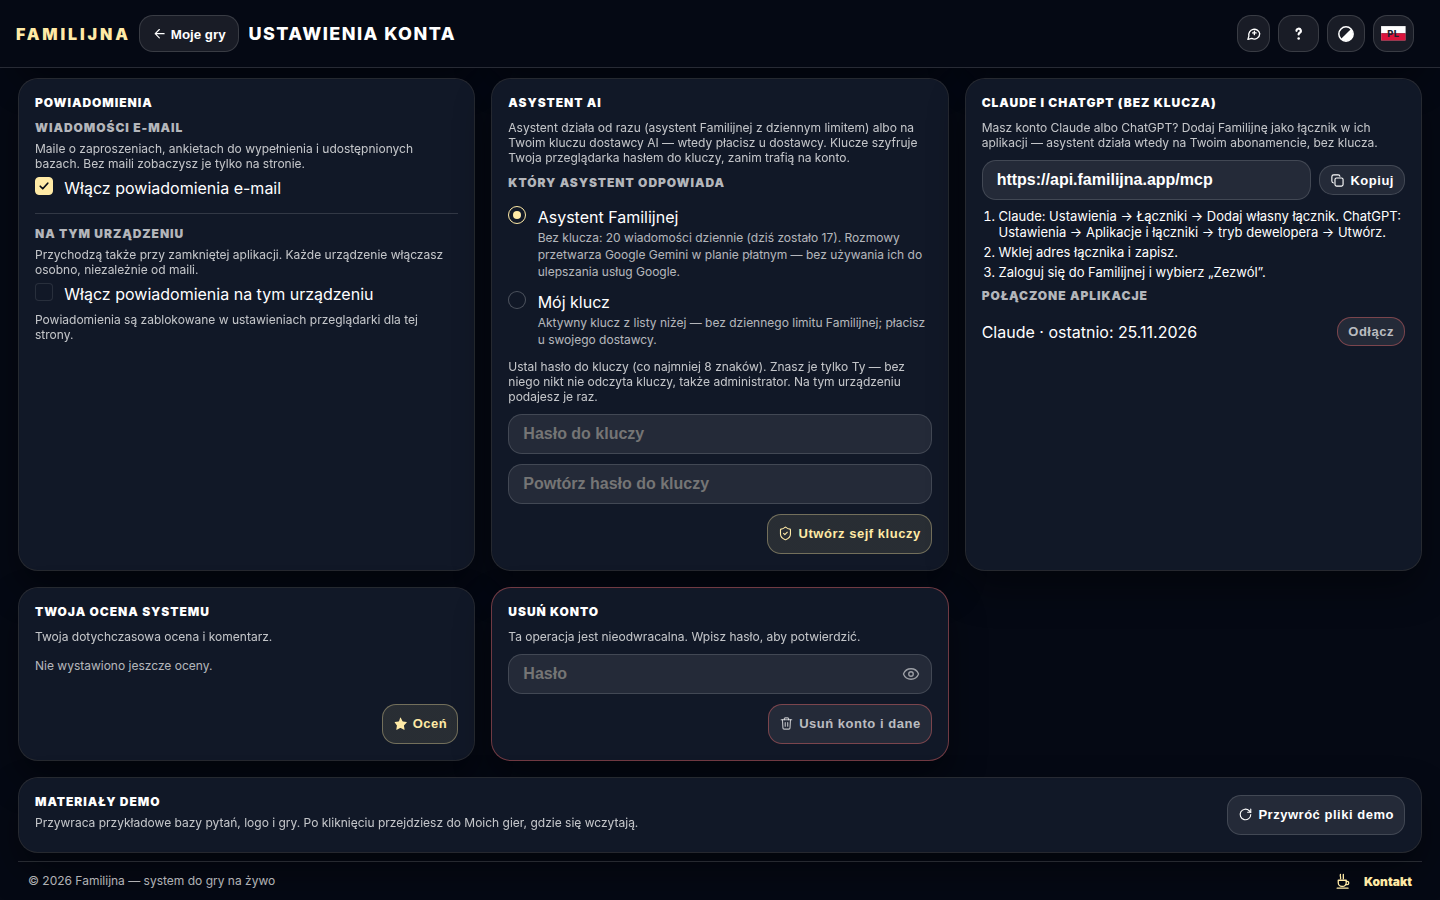 FAMILIJNA
← Moje gry
USTAWIENIA KONTA
?
PL
POWIADOMIENIA
WIADOMOŚCI E-MAIL
Maile o zaproszeniach, ankietach do wypełnienia i udostępnionych
bazach. Bez maili zobaczysz je tylko na stronie.
Włącz powiadomienia e-mail
NA TYM URZĄDZENIU
Przychodzą także przy zamkniętej aplikacji. Każde urządzenie włączasz
osobno, niezależnie od maili.
Włącz powiadomienia na tym urządzeniu
Powiadomienia są zablokowane w ustawieniach przeglądarki dla tej
strony.
ASYSTENT AI
Asystent działa od razu (asystent Familijnej z dziennym limitem) albo na
Twoim kluczu dostawcy AI — wtedy płacisz u dostawcy. Klucze szyfruje
Twoja przeglądarka hasłem do kluczy, zanim trafią na konto.
KTÓRY ASYSTENT ODPOWIADA
Asystent Familijnej
Bez klucza: 20 wiadomości dziennie (dziś zostało 17). Rozmowy
przetwarza Google Gemini w planie płatnym — bez używania ich do
ulepszania usług Google.
Mój klucz
Aktywny klucz z listy niżej — bez dziennego limitu Familijnej; płacisz
u swojego dostawcy.
Ustal hasło do kluczy (co najmniej 8 znaków). Znasz je tylko Ty — bez
niego nikt nie odczyta kluczy, także administrator. Na tym urządzeniu
podajesz je raz.
Hasło do kluczy
Powtórz hasło do kluczy
Utwórz sejf kluczy
CLAUDE I CHATGPT (BEZ KLUCZA)
Masz konto Claude albo ChatGPT? Dodaj Familijnę jako łącznik w ich
aplikacji — asystent działa wtedy na Twoim abonamencie, bez klucza.
https://api.familijna.app/mcp
Kopiuj
1. Claude: Ustawienia → Łączniki → Dodaj własny łącznik. ChatGPT:
Ustawienia → Aplikacje i łączniki → tryb dewelopera → Utwórz.
2. Wklej adres łącznika i zapisz.
3. Zaloguj się do Familijnej i wybierz „Zezwól”.
POŁĄCZONE APLIKACJE
Claude · ostatnio: 25.11.2026
Odłącz
TWOJA OCENA SYSTEMU
Twoja dotychczasowa ocena i komentarz.
Nie wystawiono jeszcze oceny.
Oceń
USUŃ KONTO
Ta operacja jest nieodwracalna. Wpisz hasło, aby potwierdzić.
Hasło
Usuń konto i dane
MATERIAŁY DEMO
Przywraca przykładowe bazy pytań, logo i gry. Po kliknięciu przejdziesz do Moich gier, gdzie się wczytają.
Przywróć pliki demo
© 2026 Familijna — system do gry na żywo
Kontakt